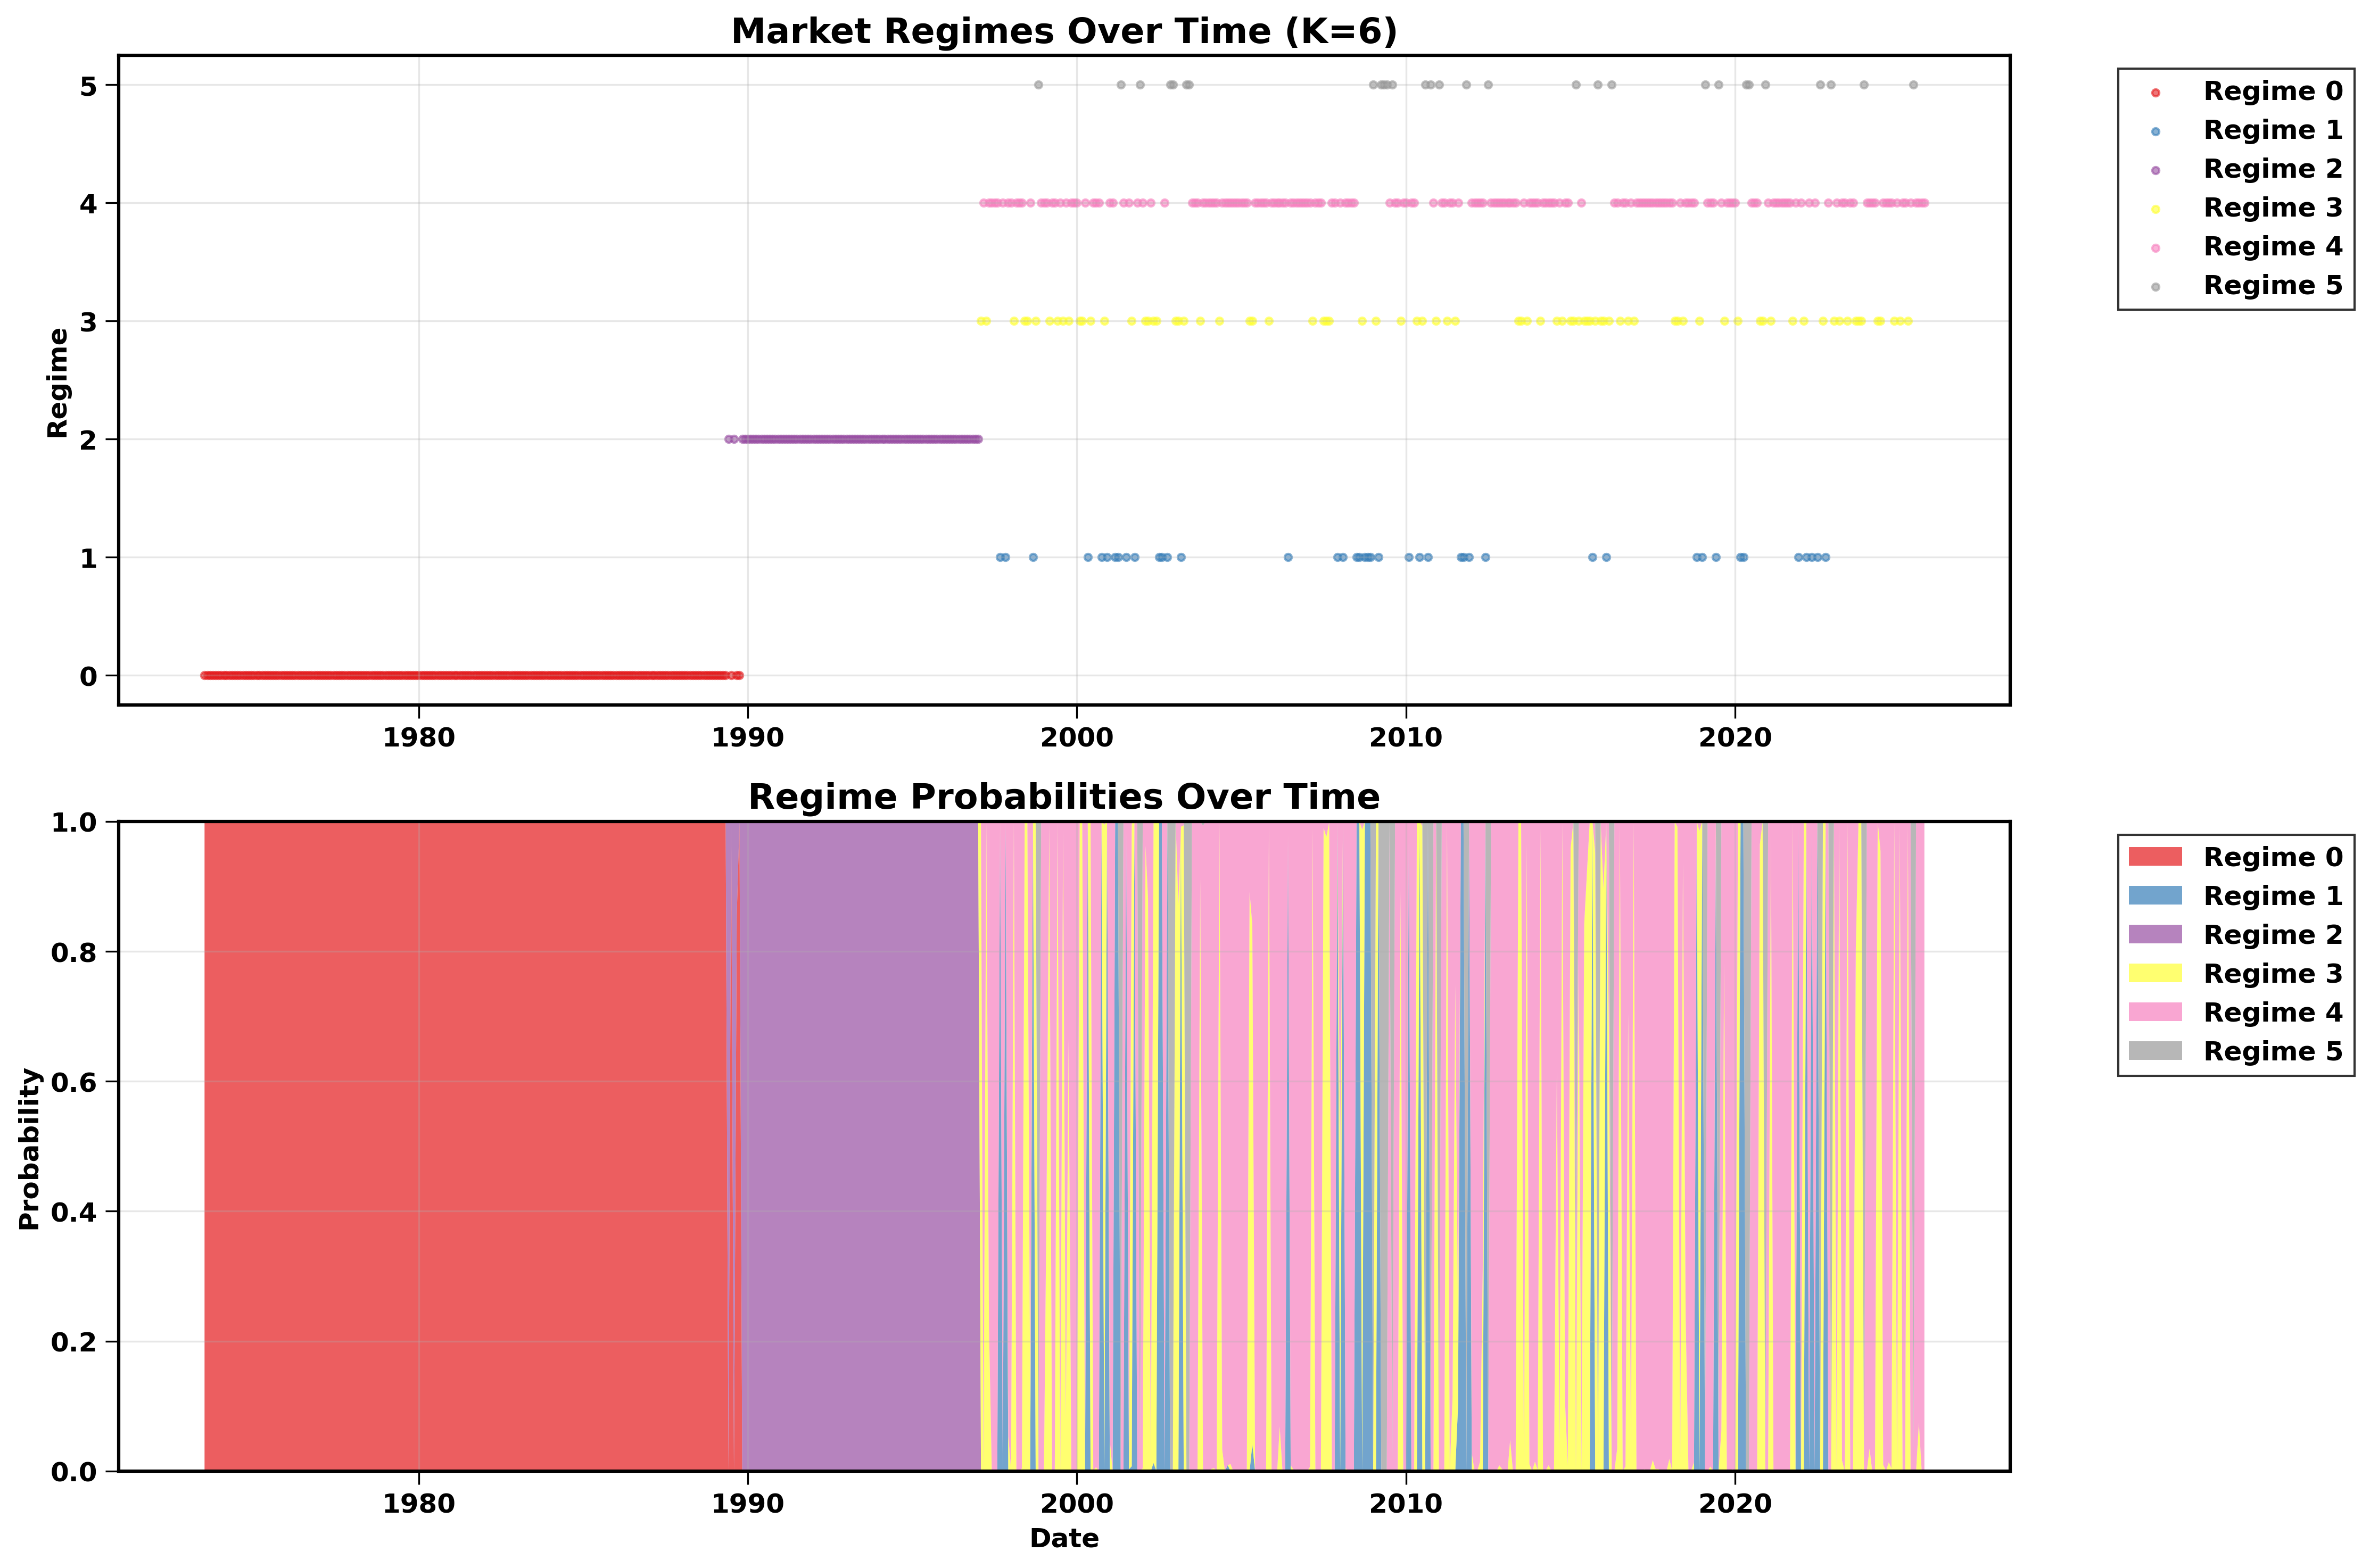 Market Regimes Over Time (K=6)
Regime
5
4
3
2
1
0
1980
1990
2000
2010
2020
Regime 0
Regime 1
Regime 2
Regime 3
Regime 4
Regime 5
Regime Probabilities Over Time
Probability
1.0
0.8
0.6
0.4
0.2
0.0
1980
1990
2000
2010
2020
Date
Regime 0
Regime 1
Regime 2
Regime 3
Regime 4
Regime 5